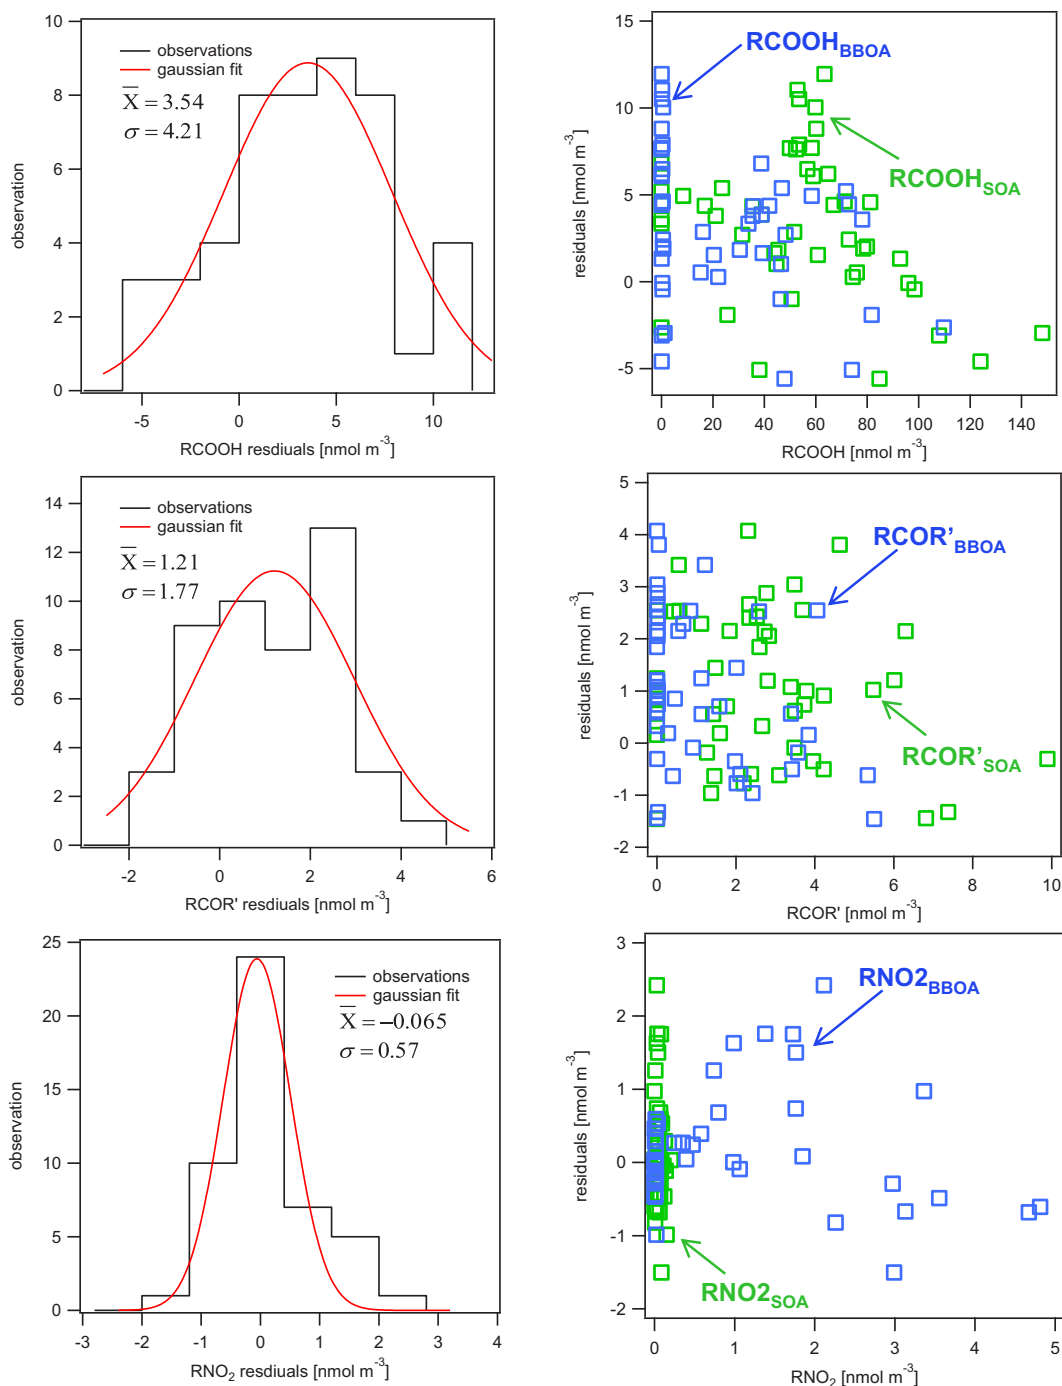 10
8
6
4
2
0
observation
observations
gaussian fit
X = 3.54
σ = 4.21
-5
0
5
10
RCOOH resdiuals [nmol m-3]
15
10
5
0
-5
residuals [nmol m-3]
RCOOHBBOA
RCOOHSOA
0
20
40
60
80
100
120
140
RCOOH [nmol m-3]
14
12
10
8
6
4
2
0
observation
observations
gaussian fit
X = 1.21
σ = 1.77
-2
0
2
4
6
RCOR' resdiuals [nmol m-3]
5
4
3
2
1
0
-1
-2
residuals [nmol m-3]
RCOR'BBOA
RCOR'SOA
0
2
4
6
8
10
RCOR' [nmol m-3]
25
20
15
10
5
0
observation
observations
gaussian fit
X = −0.065
σ = 0.57
-3
-2
-1
0
1
2
3
4
RNO2 resdiuals [nmol m-3]
3
2
1
0
-1
-2
residuals [nmol m-3]
RNO2BBOA
RNO2SOA
0
1
2
3
4
5
RNO2 [nmol m-3]